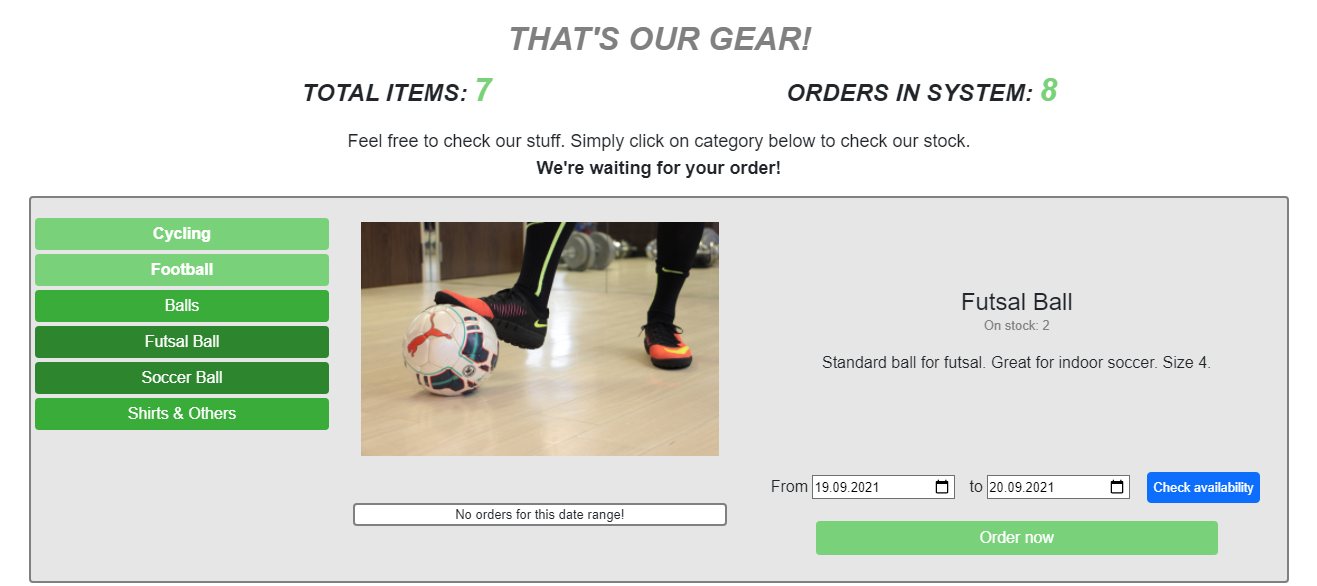 THAT'S OUR GEAR!
TOTAL ITEMS: 7
ORDERS IN SYSTEM: 8
Feel free to check our stuff. Simply click on category below to check our stock.
We're waiting for your order!
Cycling
Football
Balls
Futsal Ball
Soccer Ball
Shirts & Others
No orders for this date range!
Futsal Ball
On stock: 2
Standard ball for futsal. Great for indoor soccer. Size 4.
From 19.09.2021 to 20.09.2021 Check availability
Order now